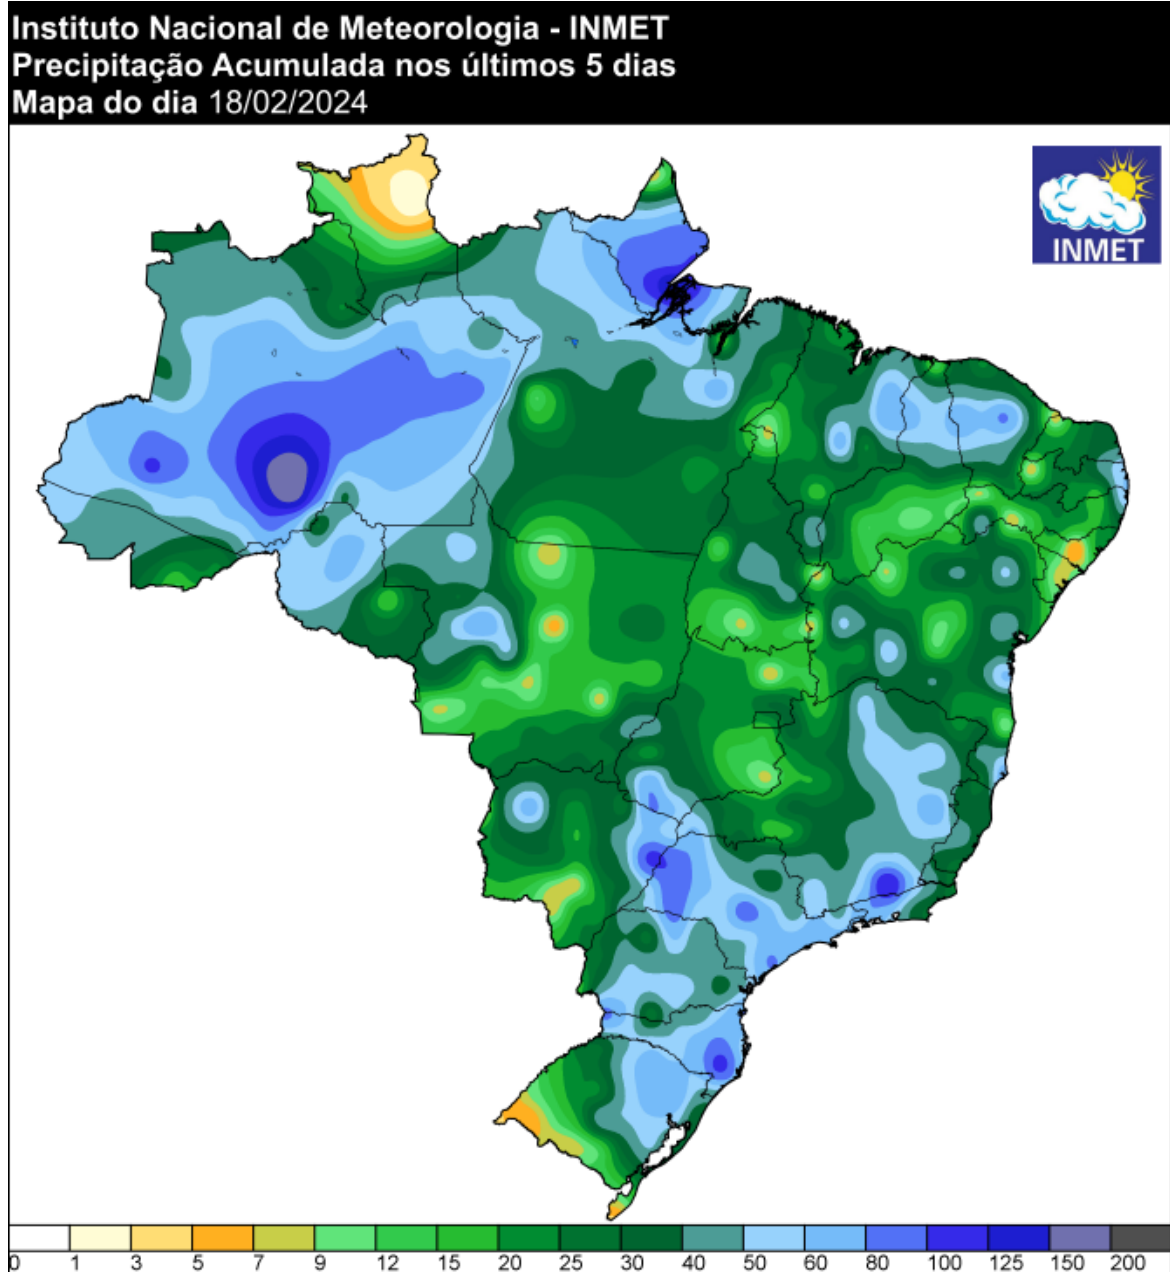 Instituto Nacional de Meteorologia - INMET
Precipitação Acumulada nos últimos 5 dias
Mapa do dia 18/02/2024
INMET
0 1 3 5 7 9 12 15 20 25 30 40 50 60 80 100 125 150 200